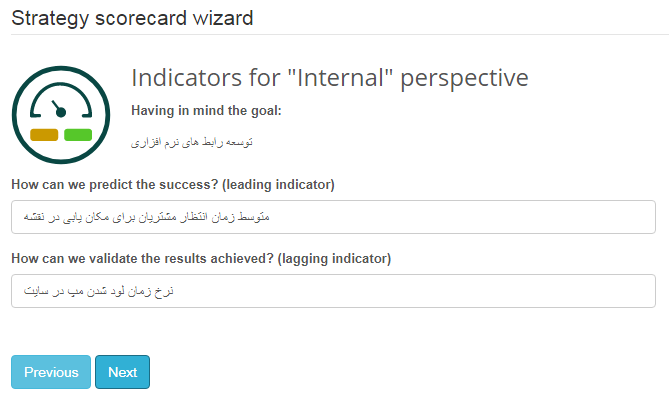 Strategy scorecard wizard
Indicators for "Internal" perspective
Having in mind the goal:
توسعه رابط های نرم افزاری
How can we predict the success? (leading indicator)
متوسط زمان انتظار مشتریان برای مکان یابی در نقشه
How can we validate the results achieved? (lagging indicator)
نرخ زمان لود شدن مپ در سایت
Previous
Next